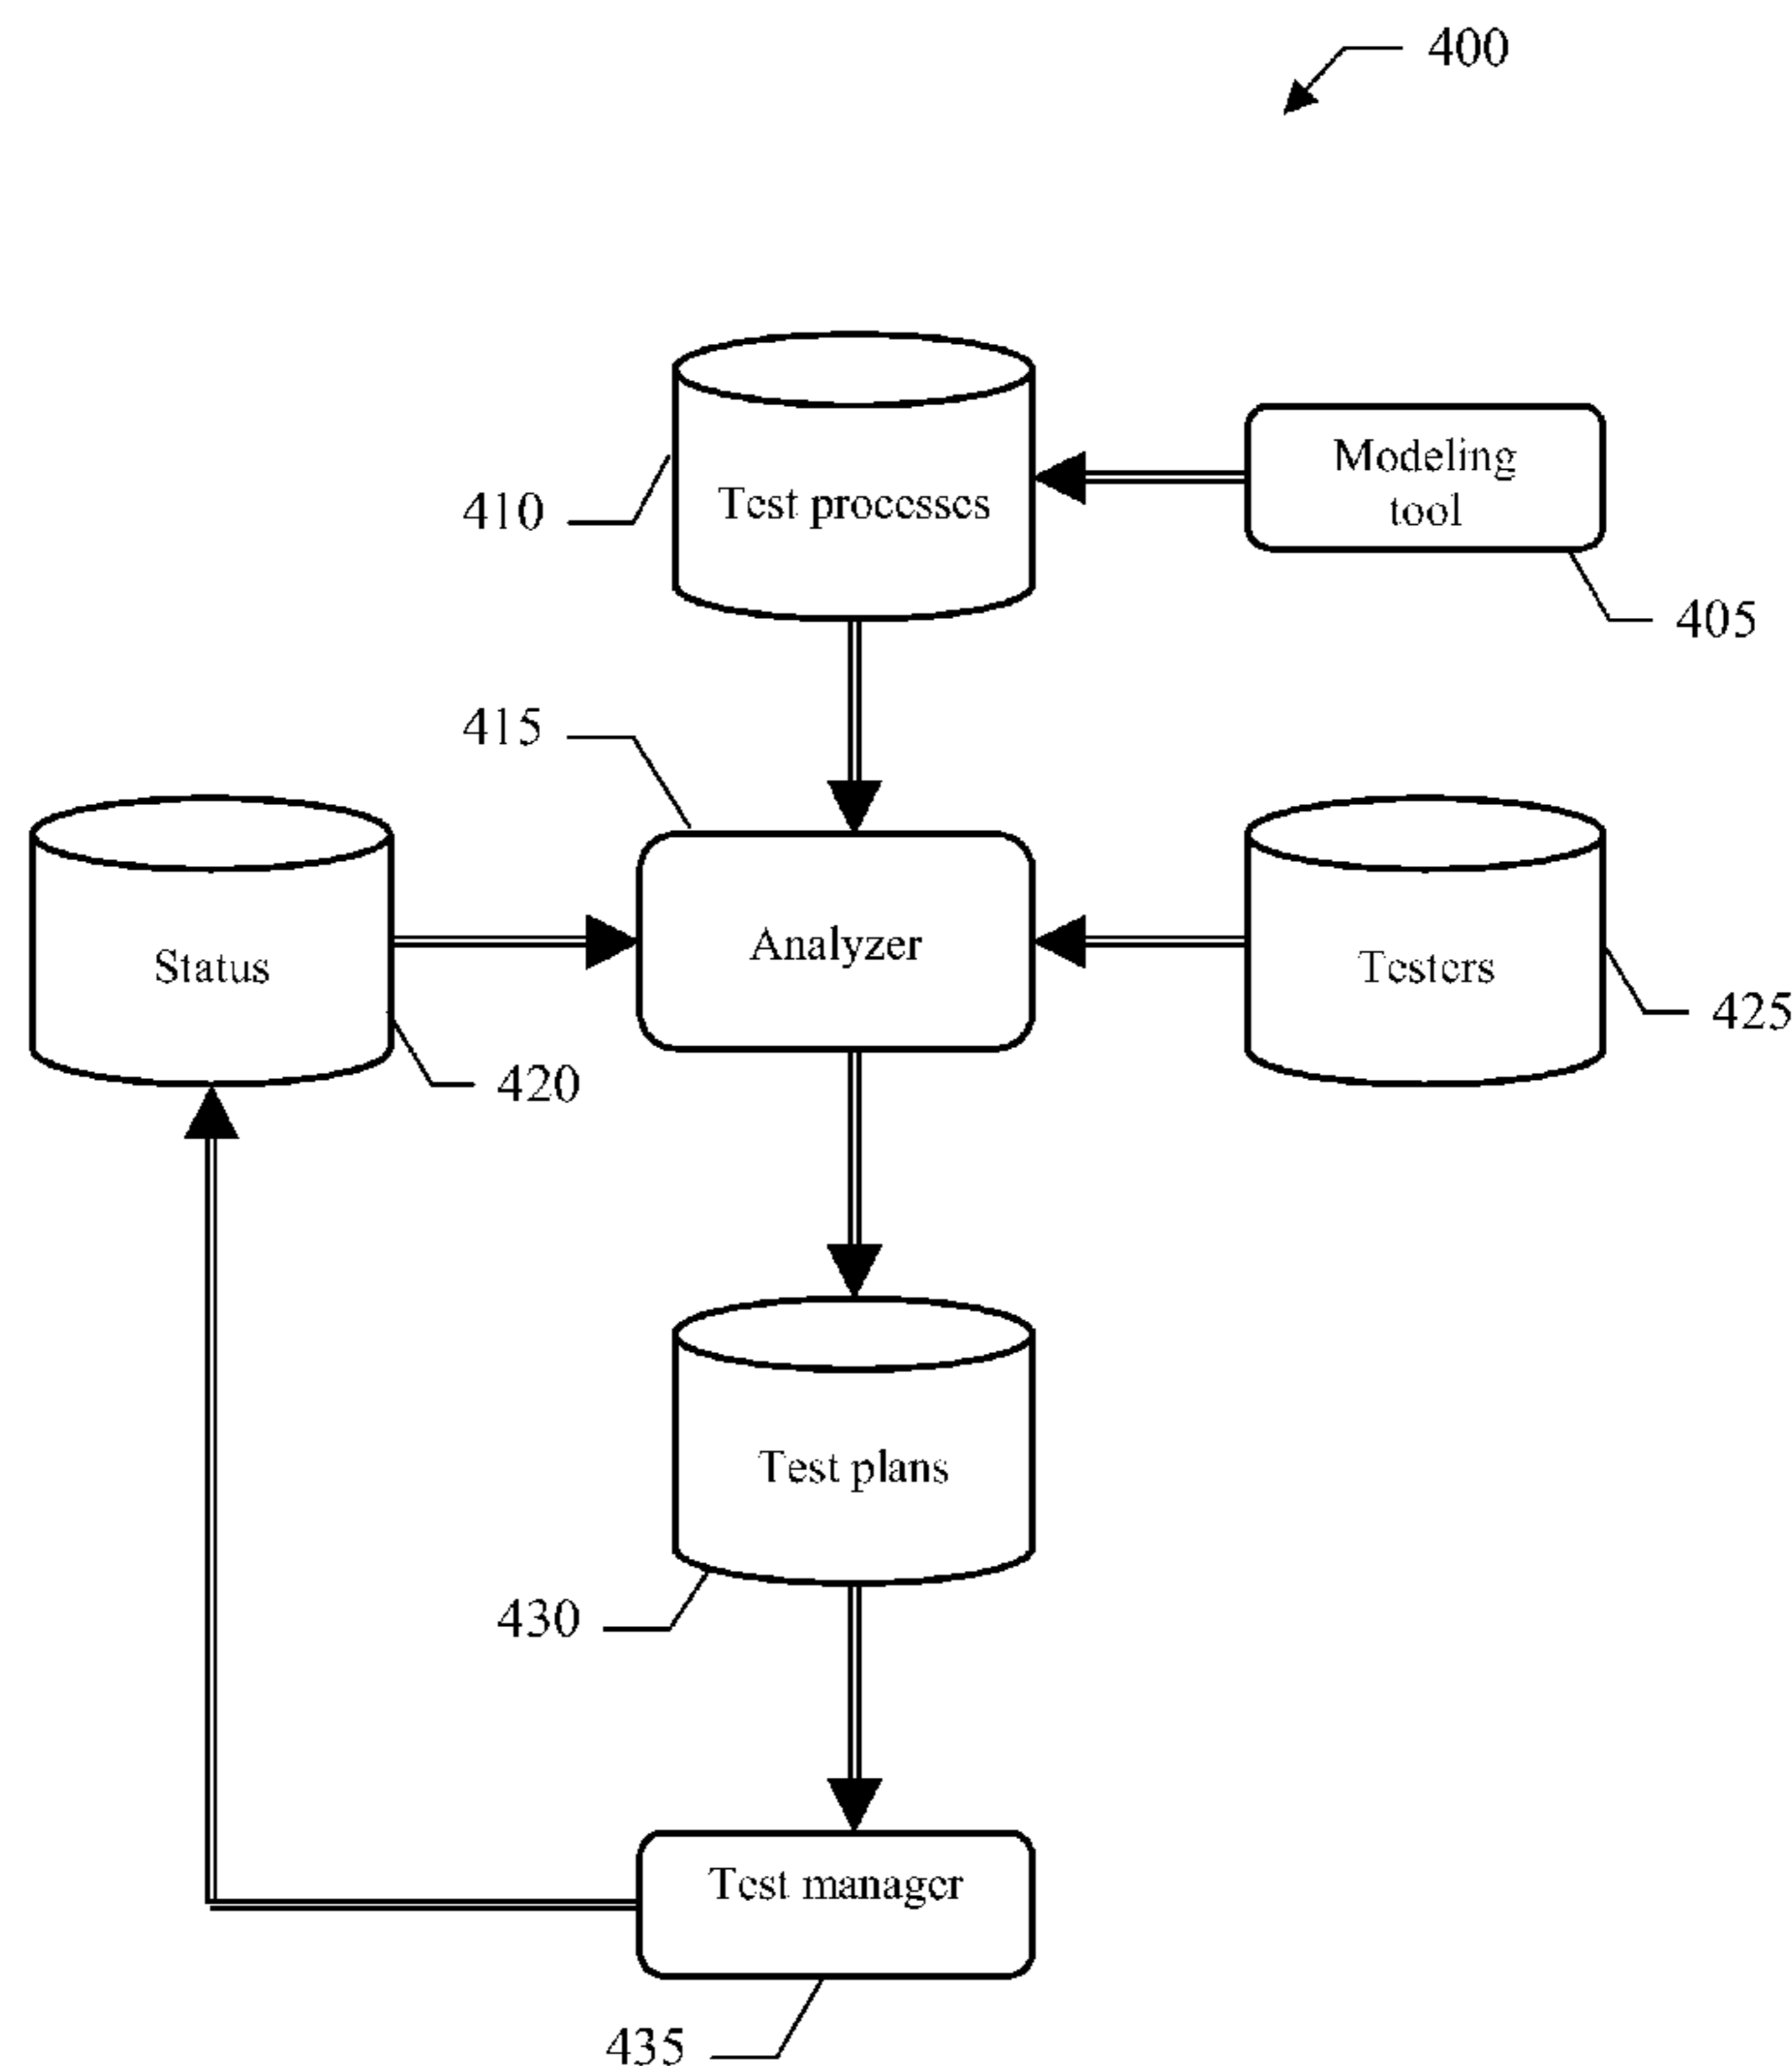 400
Modeling
tool
Test processes
410
405
415
Status
Analyzer
Testers
425
420
Test plans
430
Test manager
435